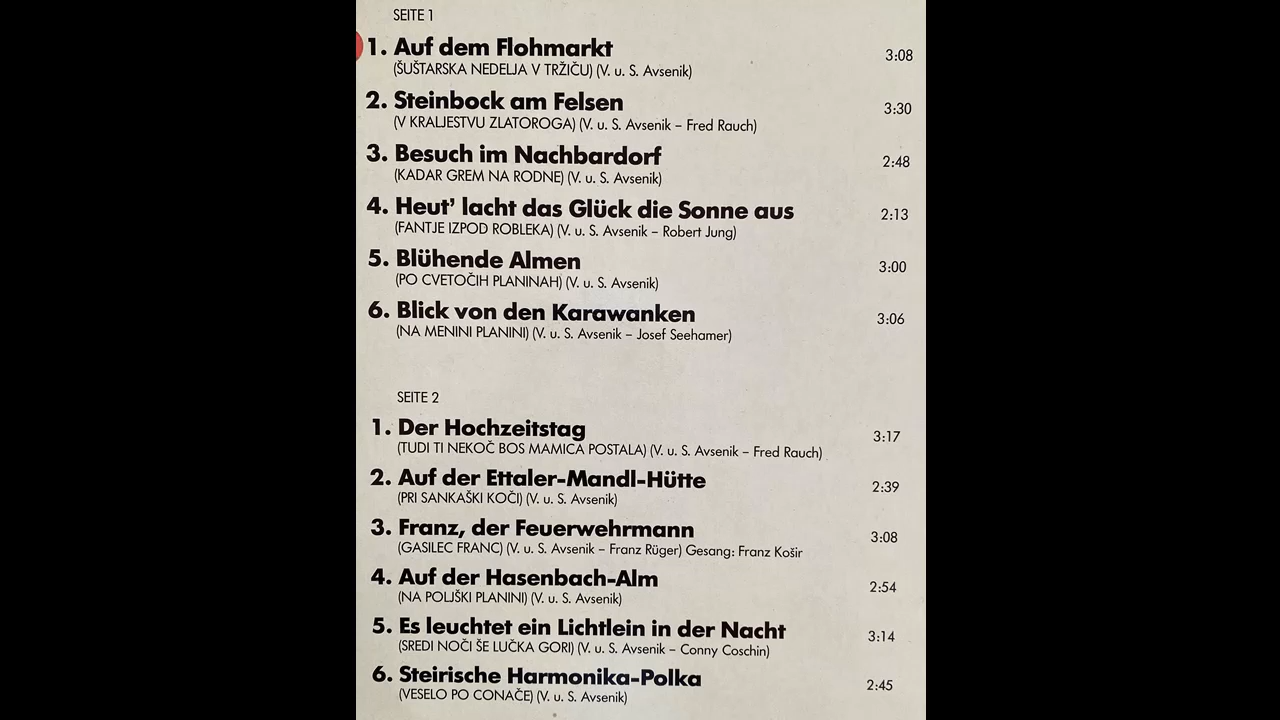 SEITE 1
1. Auf dem Flohmarkt 3:08
(ŠUŠTARSKA NEDELJA V TRŽIČU) (V. u. S. Avsenik)
2. Steinbock am Felsen 3:30
(V KRALJESTVU ZLATOROGA) (V. u. S. Avsenik – Fred Rauch)
3. Besuch im Nachbardorf 2:48
(KADAR GREM NA RODNE) (V. u. S. Avsenik)
4. Heut' lacht das Glück die Sonne aus 2:13
(FANTJE IZPOD ROBLEKA) (V. u. S. Avsenik – Robert Jung)
5. Blühende Almen 3:00
(PO CVETOČIH PLANINAH) (V. u. S. Avsenik)
6. Blick von den Karawanken 3:06
(NA MENINI PLANINI) (V. u. S. Avsenik – Josef Seehamer)
SEITE 2
1. Der Hochzeitstag 3:17
(TUDI TI NEKOČ BOS MAMICA POSTALA) (V. u. S. Avsenik – Fred Rauch)
2. Auf der Ettaler-Mandl-Hütte 2:39
(PRI SANKAŠKI KOČI) (V. u. S. Avsenik)
3. Franz, der Feuerwehrmann 3:08
(GASILEC FRANC) (V. u. S. Avsenik – Franz Rüger) Gesang: Franz Košir
4. Auf der Hasenbach-Alm 2:54
(NA POLJŠKI PLANINI) (V. u. S. Avsenik)
5. Es leuchtet ein Lichtlein in der Nacht 3:14
(SREDI NOČI ŠE LUČKA GORI) (V. u. S. Avsenik – Conny Coschin)
6. Steirische Harmonika-Polka 2:45
(VESELO PO CONAČE) (V. u. S. Avsenik)